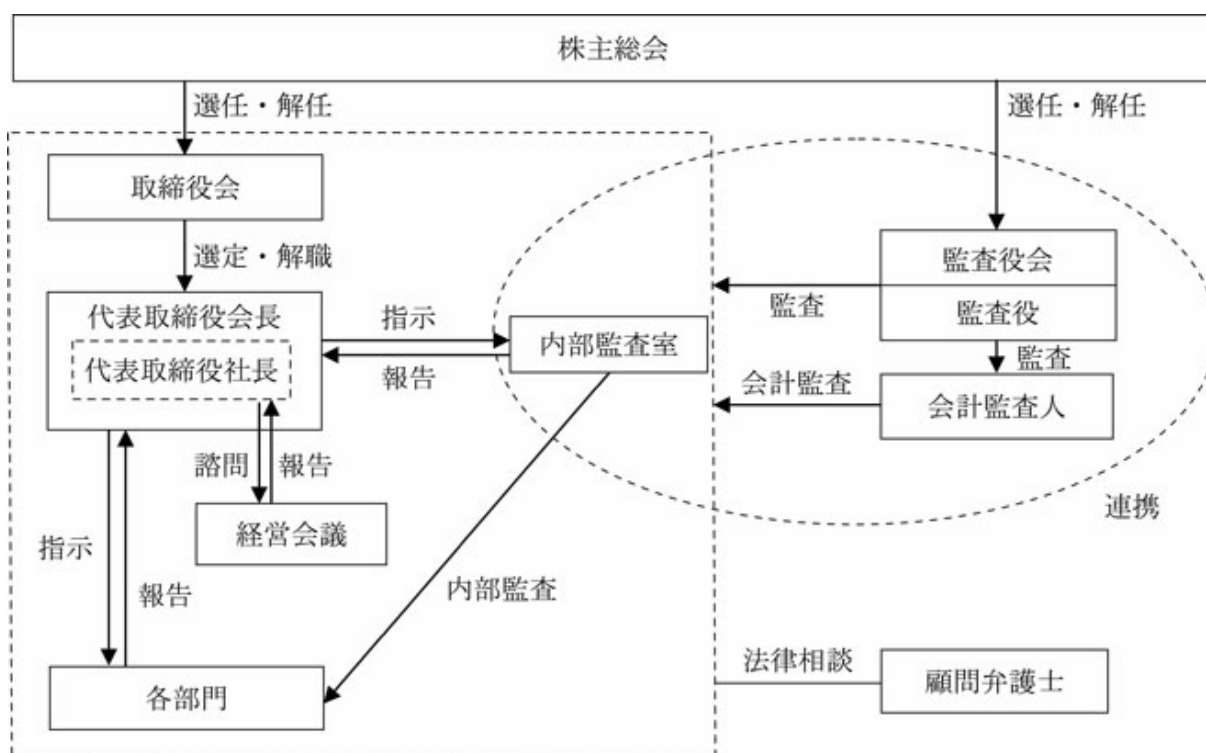 株主総会
選任・解任
選任・解任
取締役会
選定・解職
監査役会
監査役
監査
代表取締役会長
代表取締役社長
指示
報告
内部監査室
監査
会計監査
会計監査人
諮問
報告
経営会議
連携
指示
報告
内部監査
各部門
法律相談
顧問弁護士